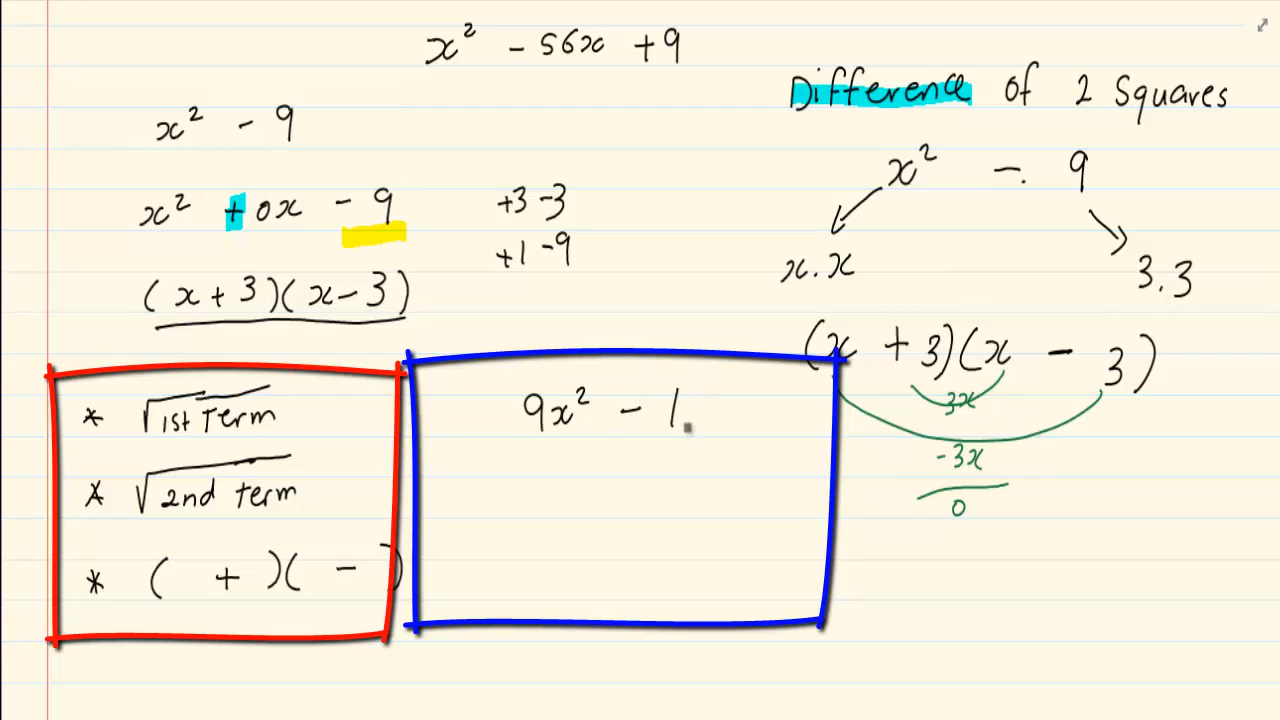 x² - 56x + 9
x² - 9
x² + 0x - 9
+3 -3
+1 -9
(x + 3)(x - 3)
* √1st Term
* √2nd Term
* ( + )( - )
9x² - 1
Difference of 2 Squares
x² - 9
x.x 3.3
(x + 3)(x - 3)
3x
-3x
0